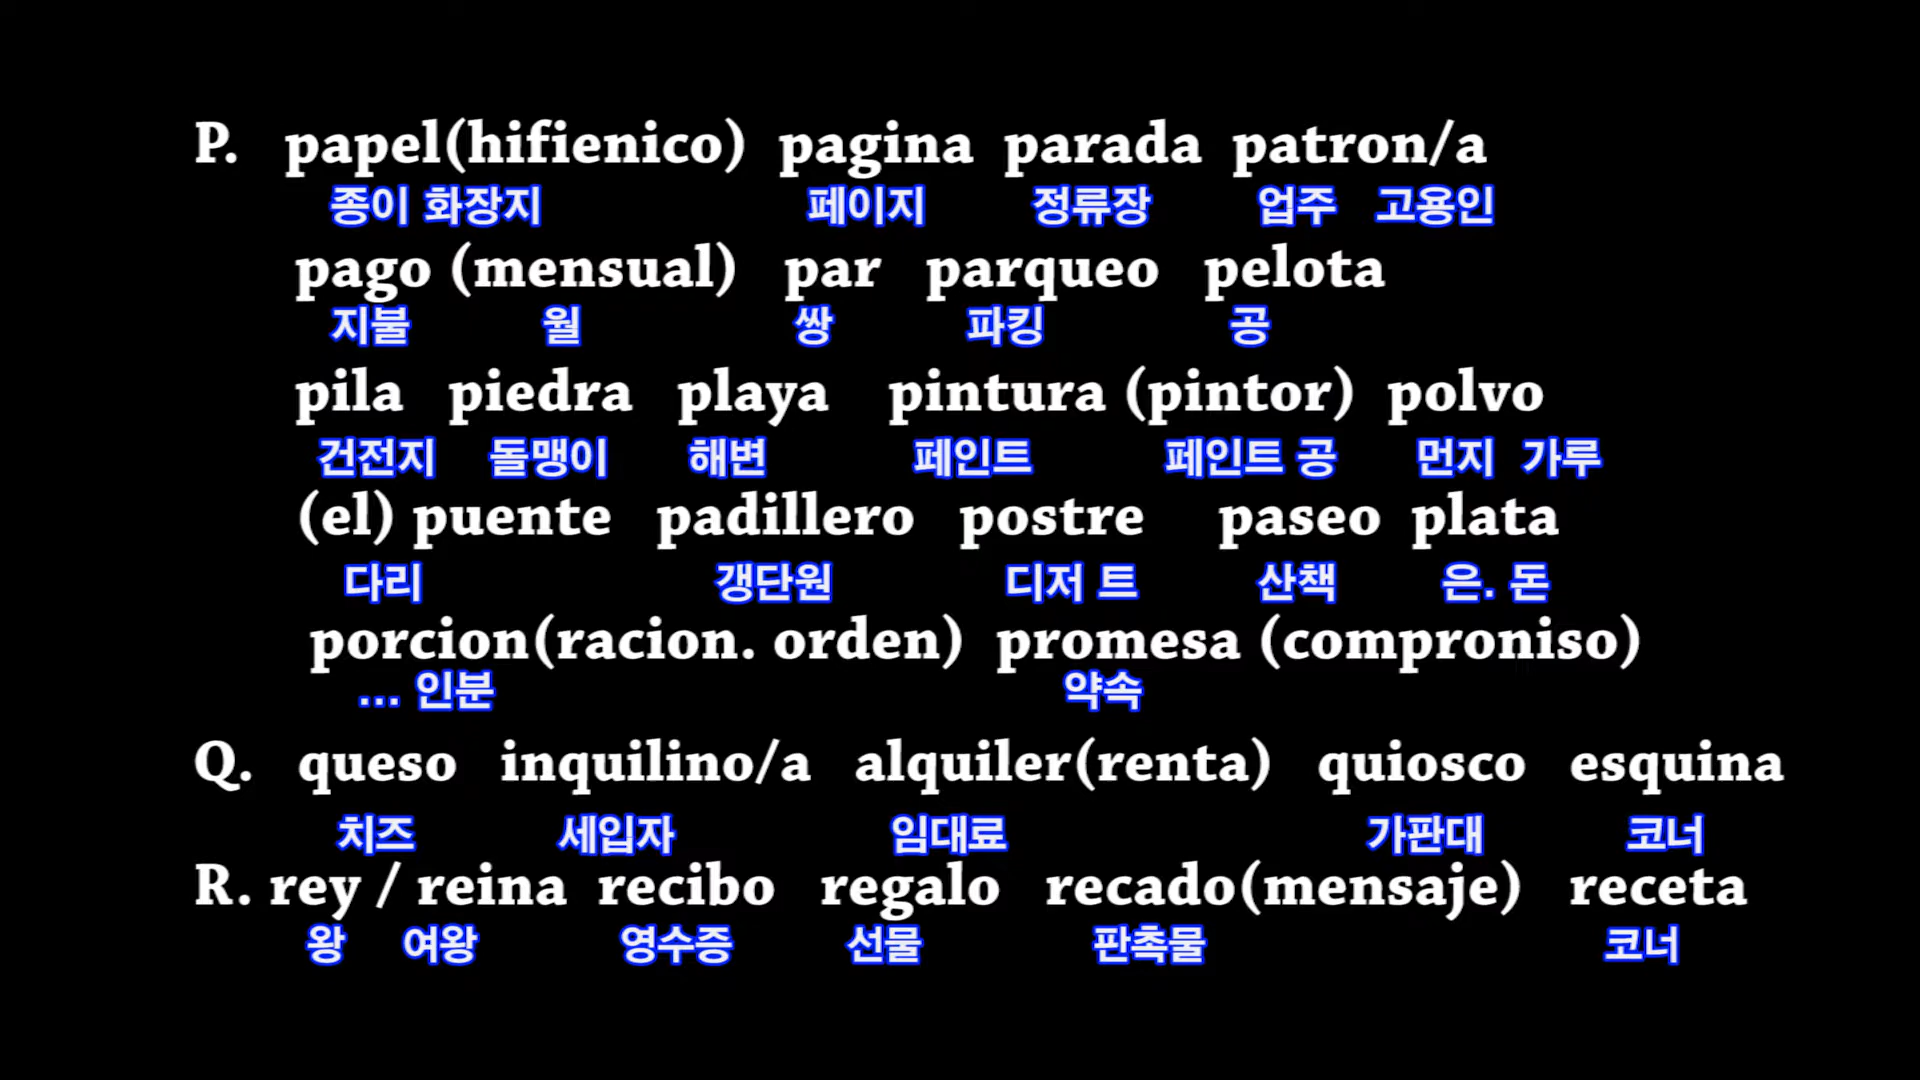 P. papel(hifienico) pagina parada patron/a
종이 화장지 페이지 정류장 업주 고용인
pago (mensual) par parqueo pelota
지불 월 쌍 파킹 공
pila piedra playa pintura (pintor) polvo
건전지 돌맹이 해변 페인트 페인트 공 먼지 가루
(el) puente padillero postre paseo plata
다리 갱단원 디저 트 산책 은. 돈
porcion(racion. orden) promesa (comproniso)
... 인분 약속
Q. queso inquilino/a alquiler(renta) quiosco esquina
치즈 세입자 임대료 가판대 코너
R. rey / reina recibo regalo recado(mensaje) receta
왕 여왕 영수증 선물 판촉물 코너